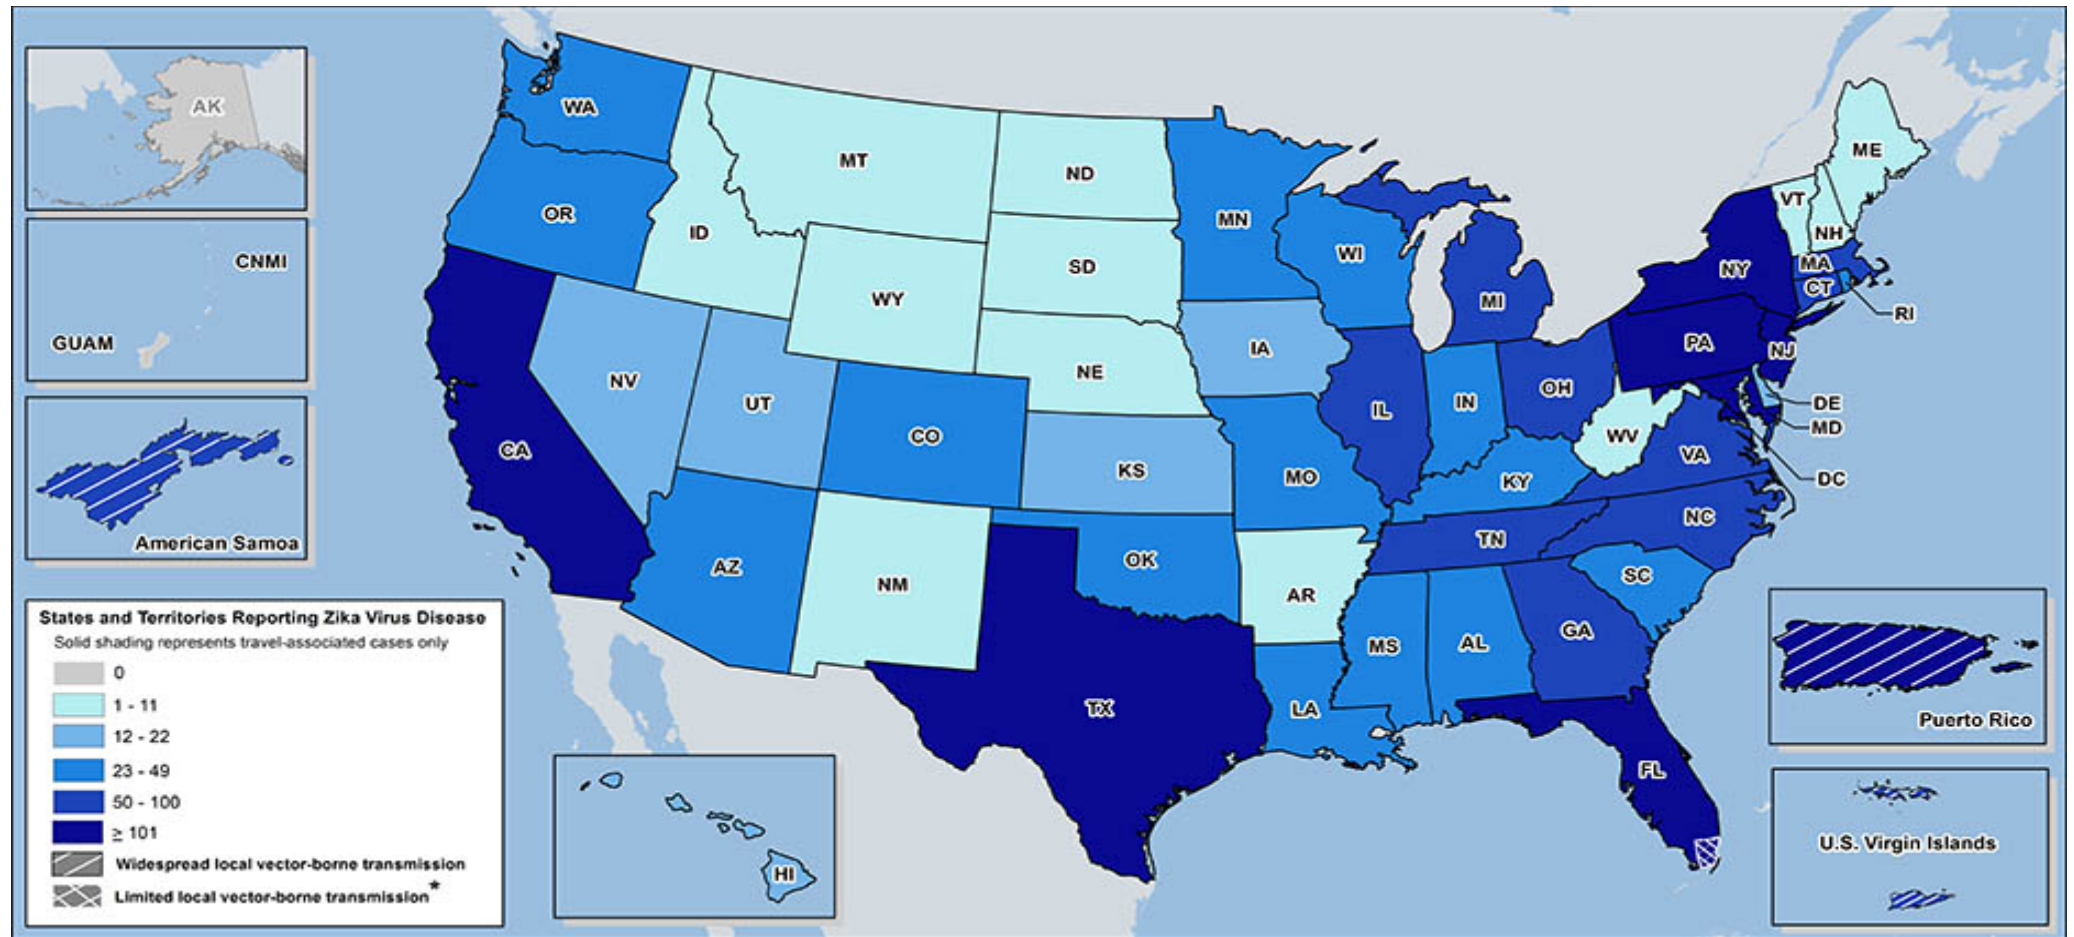 AK
CNMI
GUAM
American Samoa
States and Territories Reporting Zika Virus Disease
Solid shading represents travel-associated cases only
0
1 - 11
12 - 22
23 - 49
50 - 100
≥ 101
Widespread local vector-borne transmission
Limited local vector-borne transmission*
WA
OR
CA
ID
NV
MT
WY
UT
AZ
CO
NM
ND
SD
NE
KS
OK
TX
MN
IA
MO
AR
LA
WI
IL
MI
IN
OH
KY
TN
MS
AL
GA
FL
SC
NC
VA
WV
PA
NY
NJ
VT
NH
ME
MA
CT
RI
DE
MD
DC
HI
Puerto Rico
U.S. Virgin Islands